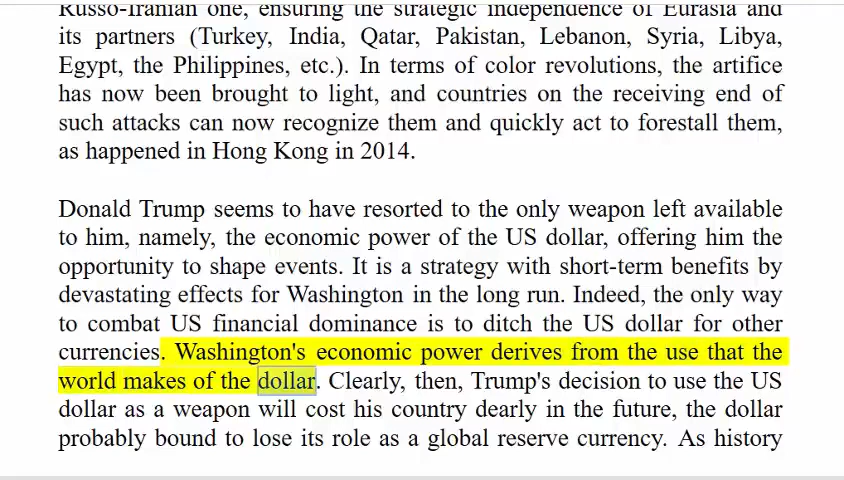 Russo-Iranian one, ensuring the strategic independence of Eurasia and
its partners (Turkey, India, Qatar, Pakistan, Lebanon, Syria, Libya,
Egypt, the Philippines, etc.). In terms of color revolutions, the artifice
has now been brought to light, and countries on the receiving end of
such attacks can now recognize them and quickly act to forestall them,
as happened in Hong Kong in 2014.
Donald Trump seems to have resorted to the only weapon left available
to him, namely, the economic power of the US dollar, offering him the
opportunity to shape events. It is a strategy with short-term benefits by
devastating effects for Washington in the long run. Indeed, the only way
to combat US financial dominance is to ditch the US dollar for other
currencies. Washington's economic power derives from the use that the
world makes of the dollar. Clearly, then, Trump's decision to use the US
dollar as a weapon will cost his country dearly in the future, the dollar
probably bound to lose its role as a global reserve currency. As history